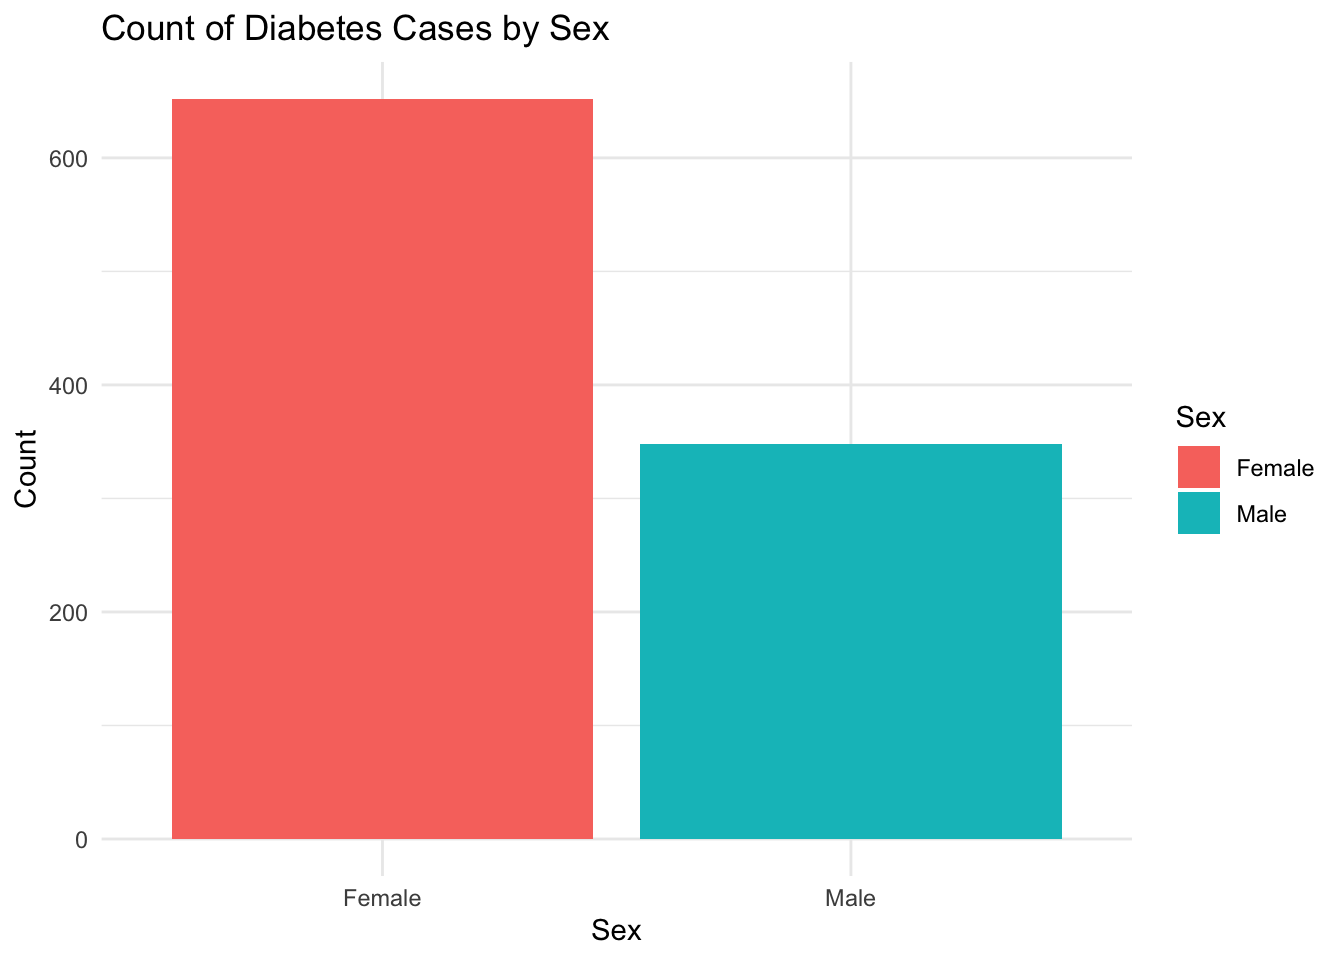 Count of Diabetes Cases by Sex
600
400
200
0
Count
Female
Male
Sex
Sex
Female
Male